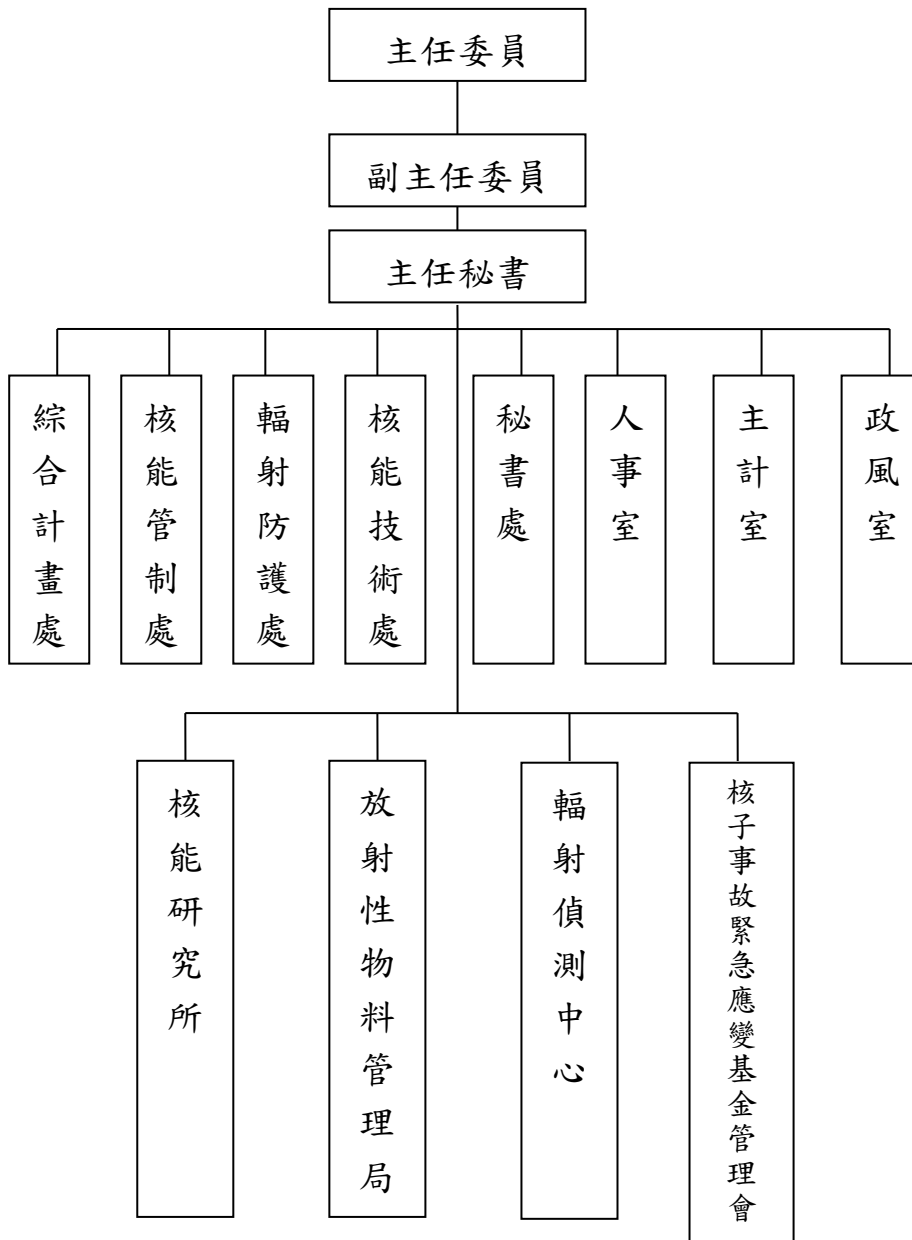 主任委員
副主任委員
主任秘書
綜合計畫處
核能管制處
輻射防護處
核能技術處
秘書處
人事室
主計室
政風室
核能研究所
放射性物料管理局
輻射偵測中心
核子事故緊急應變基金管理會